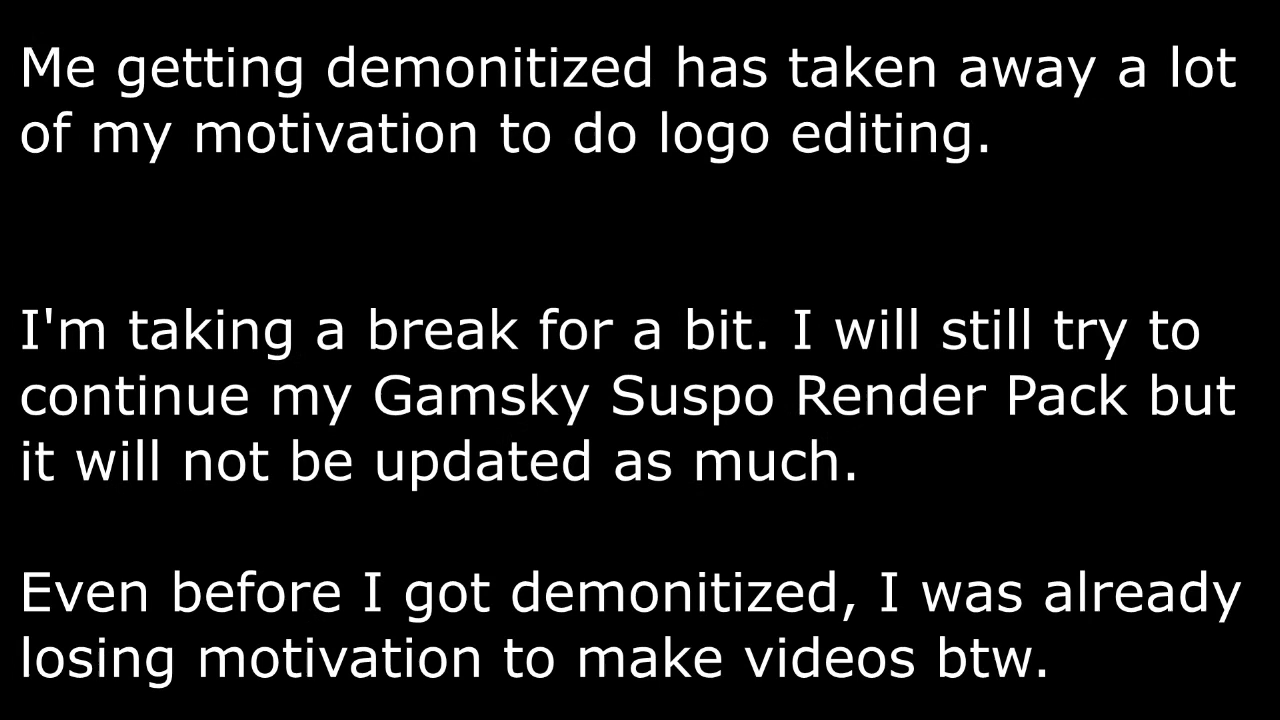 Me getting demonitized has taken away a lot
of my motivation to do logo editing.
I'm taking a break for a bit. I will still try to
continue my Gamsky Suspo Render Pack but
it will not be updated as much.
Even before I got demonitized, I was already
losing motivation to make videos btw.